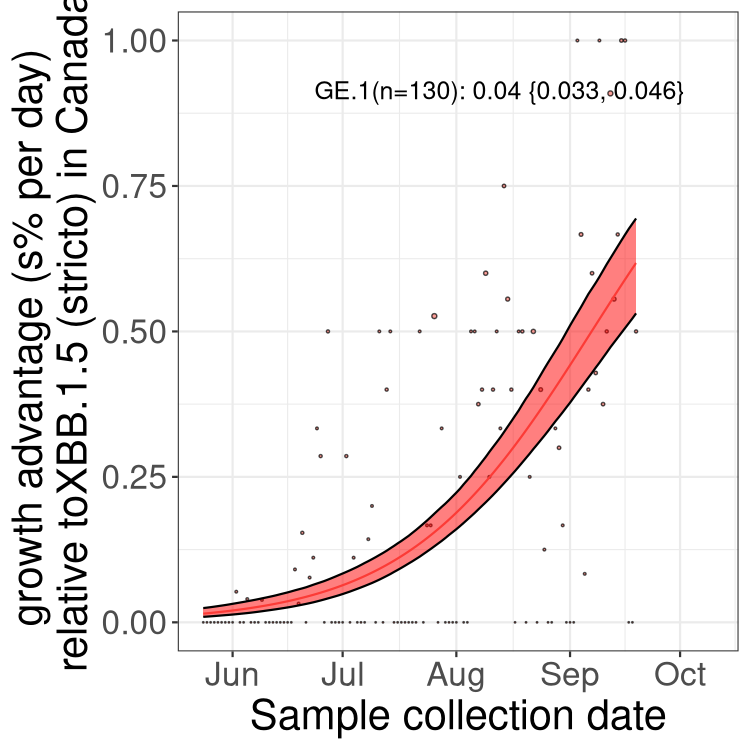 growth advantage (s% per day)
relative toXBB.1.5 (stricto) in Canada
1.00
0.75
0.50
0.25
0.00
GE.1(n=130): 0.04 {0.033, 0.046}
Jun Jul Aug Sep Oct
Sample collection date